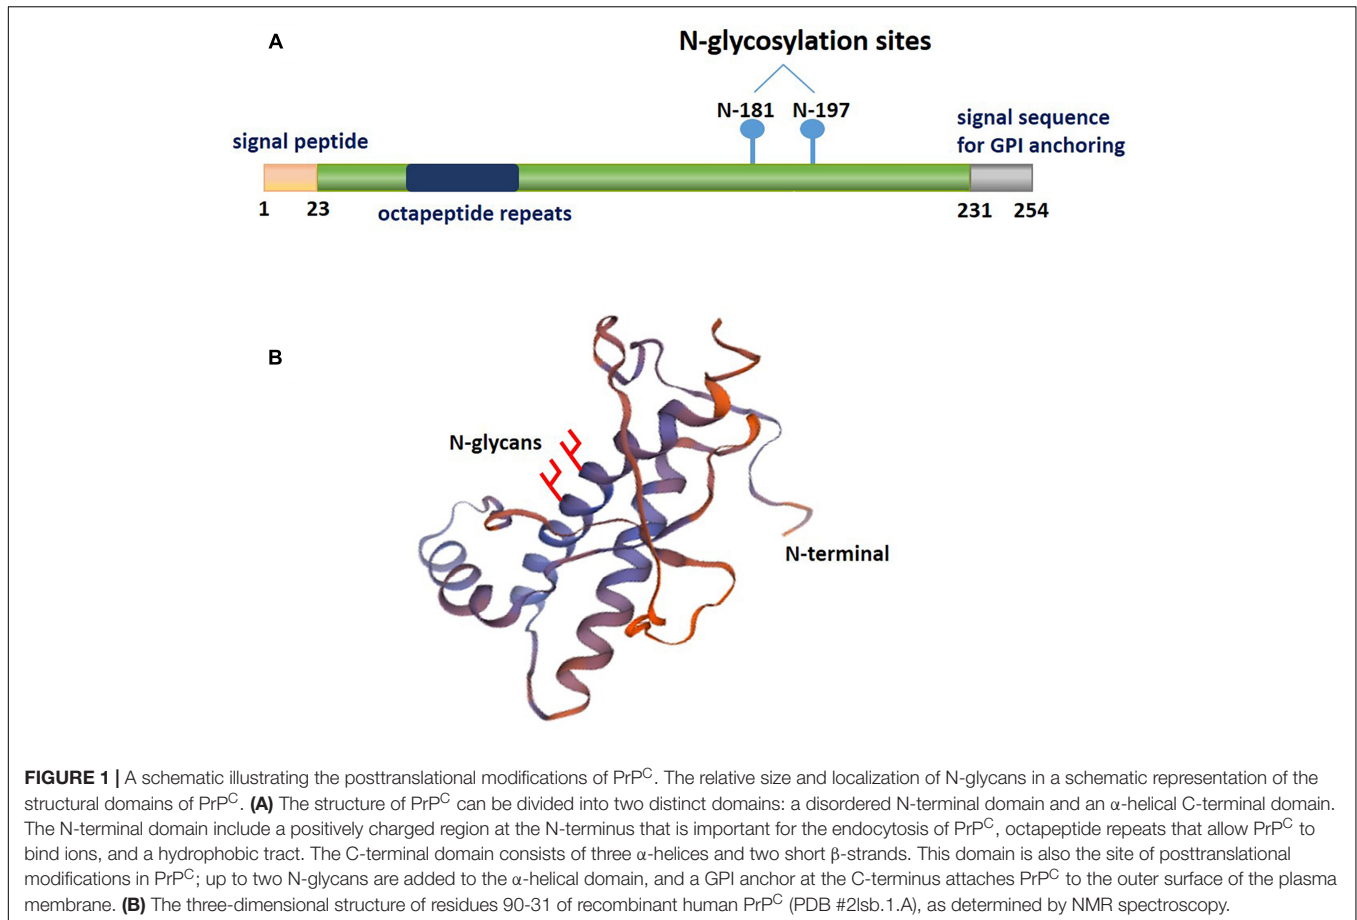 A
N-glycosylation sites
N-181 N-197
signal peptide
signal sequence
for GPI anchoring
1 23
octapeptide repeats
231 254
B
N-glycans
N-terminal
FIGURE 1 | A schematic illustrating the posttranslational modifications of PrPC. The relative size and localization of N-glycans in a schematic representation of the
structural domains of PrPC. (A) The structure of PrPC can be divided into two distinct domains: a disordered N-terminal domain and an α-helical C-terminal domain.
The N-terminal domain include a positively charged region at the N-terminus that is important for the endocytosis of PrPC, octapeptide repeats that allow PrPC to
bind ions, and a hydrophobic tract. The C-terminal domain consists of three α-helices and two short β-strands. This domain is also the site of posttranslational
modifications in PrPC; up to two N-glycans are added to the α-helical domain, and a GPI anchor at the C-terminus attaches PrPC to the outer surface of the plasma
membrane. (B) The three-dimensional structure of residues 90-31 of recombinant human PrPC (PDB #2lsb.1.A), as determined by NMR spectroscopy.